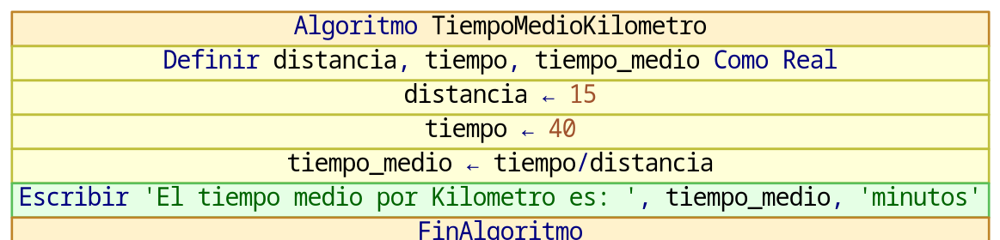 Algoritmo TiempoMedioKilometro
Definir distancia, tiempo, tiempo_medio Como Real
distancia ← 15
tiempo ← 40
tiempo_medio ← tiempo/distancia
Escribir 'El tiempo medio por Kilometro es: ', tiempo_medio, 'minutos'
FinAlgoritmo